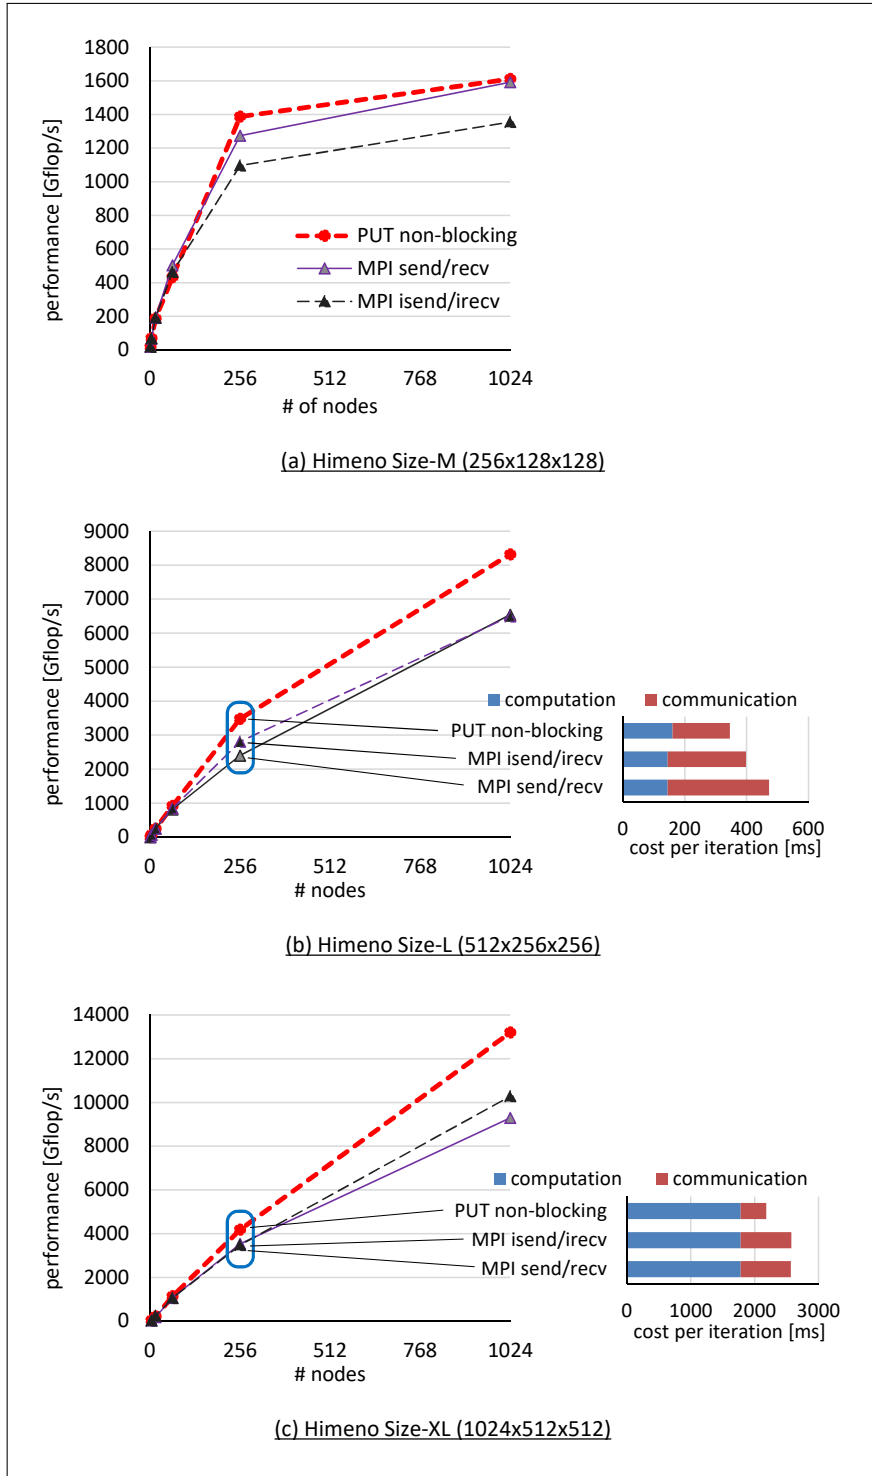 1800
1600
1400
1200
1000
800
600
400
200
0
performance [Gflop/s]
PUT non-blocking
MPI send/recv
MPI isend/irecv
0 256 512 768 1024
# of nodes
(a) Himeno Size-M (256x128x128)
9000
8000
7000
6000
5000
4000
3000
2000
1000
0
performance [Gflop/s]
computation communication
PUT non-blocking
MPI isend/irecv
MPI send/recv
0 200 400 600
cost per iteration [ms]
0 256 512 768 1024
# nodes
(b) Himeno Size-L (512x256x256)
14000
12000
10000
8000
6000
4000
2000
0
performance [Gflop/s]
computation communication
PUT non-blocking
MPI isend/irecv
MPI send/recv
0 1000 2000 3000
cost per iteration [ms]
0 256 512 768 1024
# nodes
(c) Himeno Size-XL (1024x512x512)